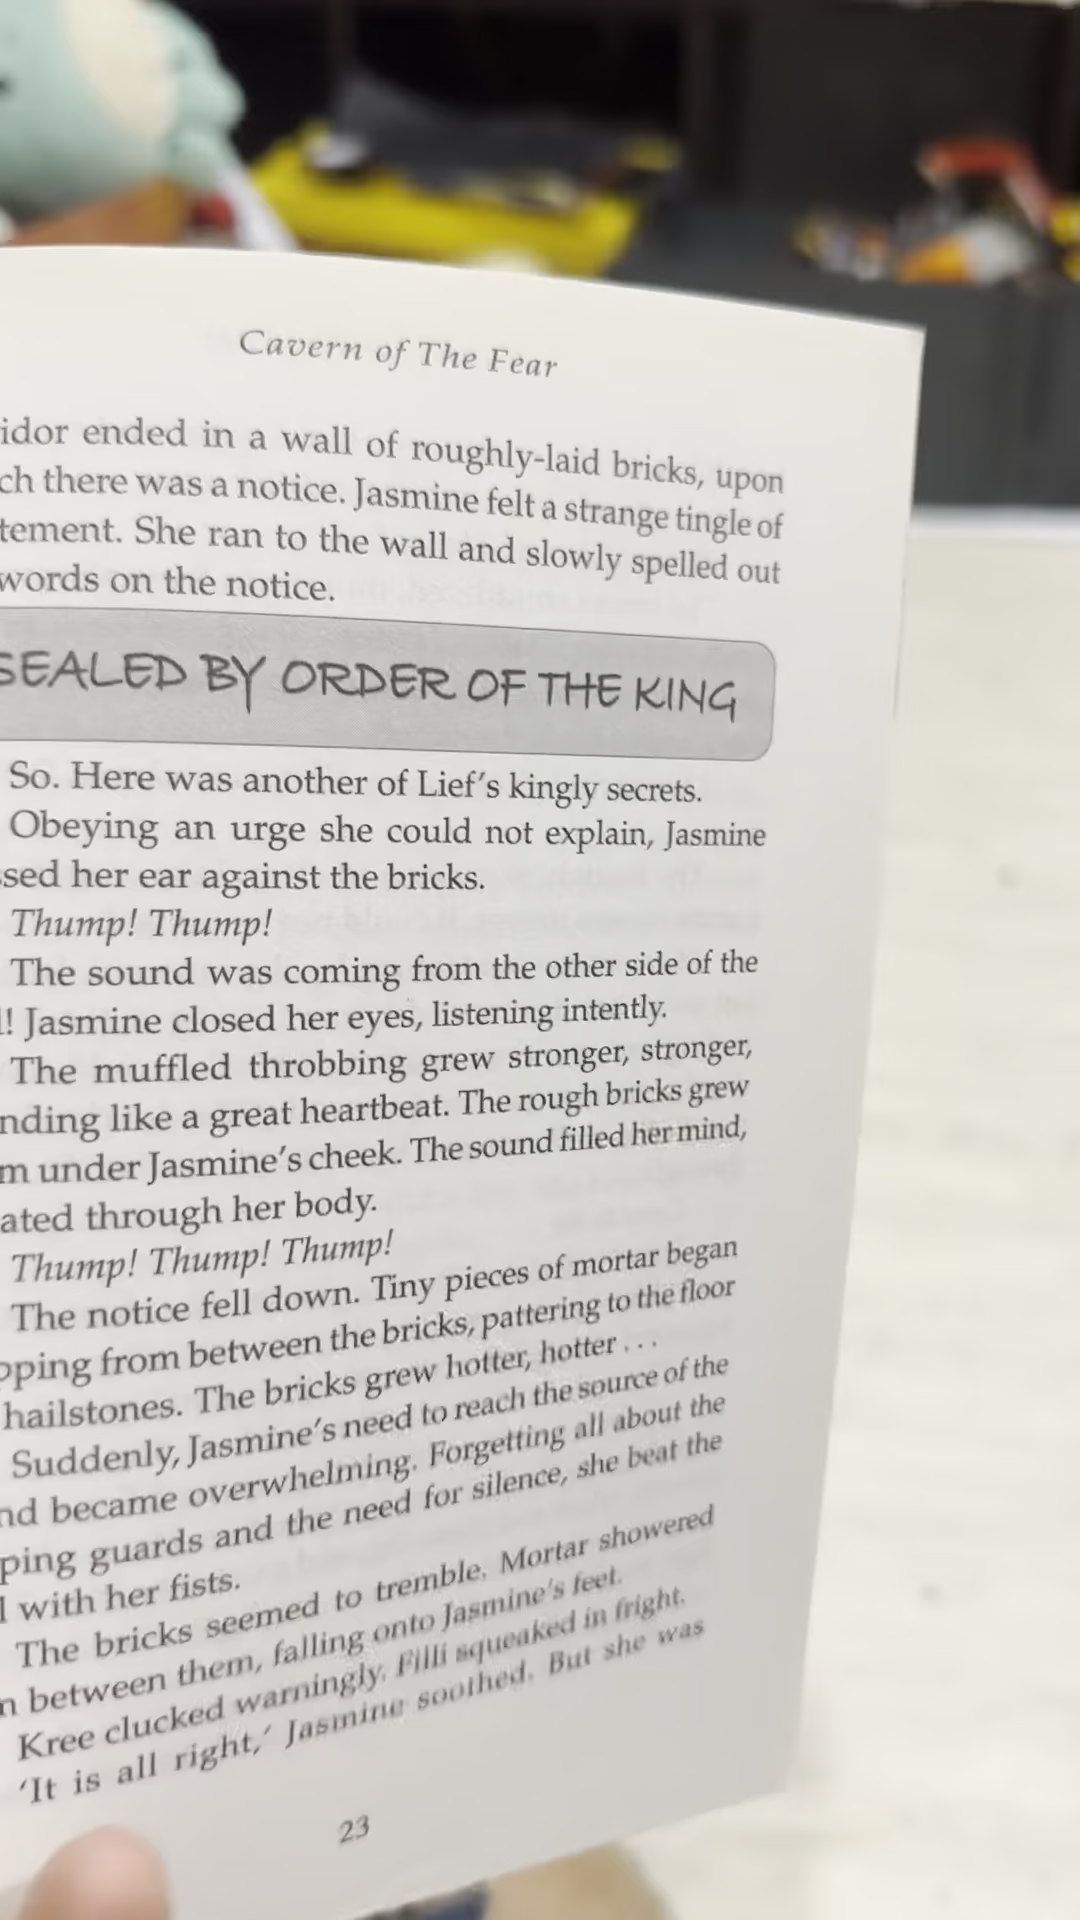 Cavern of The Fear
idor ended in a wall of roughly-laid bricks, upon
ch there was a notice. Jasmine felt a strange tingle of
tement. She ran to the wall and slowly spelled out
words on the notice.
SEALED BY ORDER OF THE KING
So. Here was another of Lief's kingly secrets.
Obeying an urge she could not explain, Jasmine
sed her ear against the bricks.
Thump! Thump!
The sound was coming from the other side of the
l! Jasmine closed her eyes, listening intently.
The muffled throbbing grew stronger, stronger,
nding like a great heartbeat. The rough bricks grew
m under Jasmine's cheek. The sound filled her mind,
ated through her body.
Thump! Thump! Thump!
The notice fell down. Tiny pieces of mortar began
pping from between the bricks, pattering to the floor
hailstones. The bricks grew hotter, hotter . . .
Suddenly, Jasmine's need to reach the source of the
nd became overwhelming. Forgetting all about the
ping guards and the need for silence, she beat the
l with her fists.
The bricks seemed to tremble. Mortar showered
n between them, falling onto Jasmine's feet.
Kree clucked warningly. Filli squeaked in fright.
'It is all right,' Jasmine soothed. But she was
23